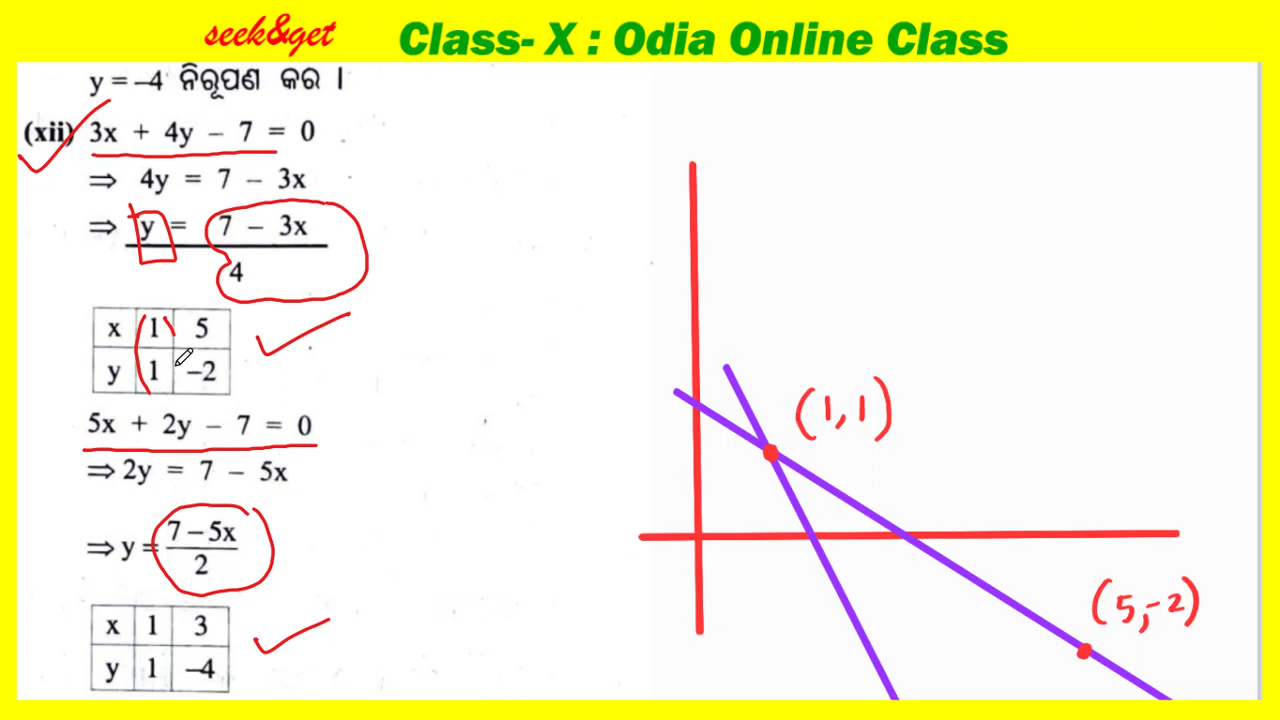 seek&get
Class- X : Odia Online Class
y = –4 ନିରୂପଣ କର ।
(xii) 3x + 4y – 7 = 0
⇒ 4y = 7 – 3x
⇒ y = 7 – 3x
4
x 1 5
y 1 –2
5x + 2y – 7 = 0
⇒ 2y = 7 – 5x
⇒ y = 7 – 5x
2
x 1 3
y 1 –4
(1,1)
(5,-2)